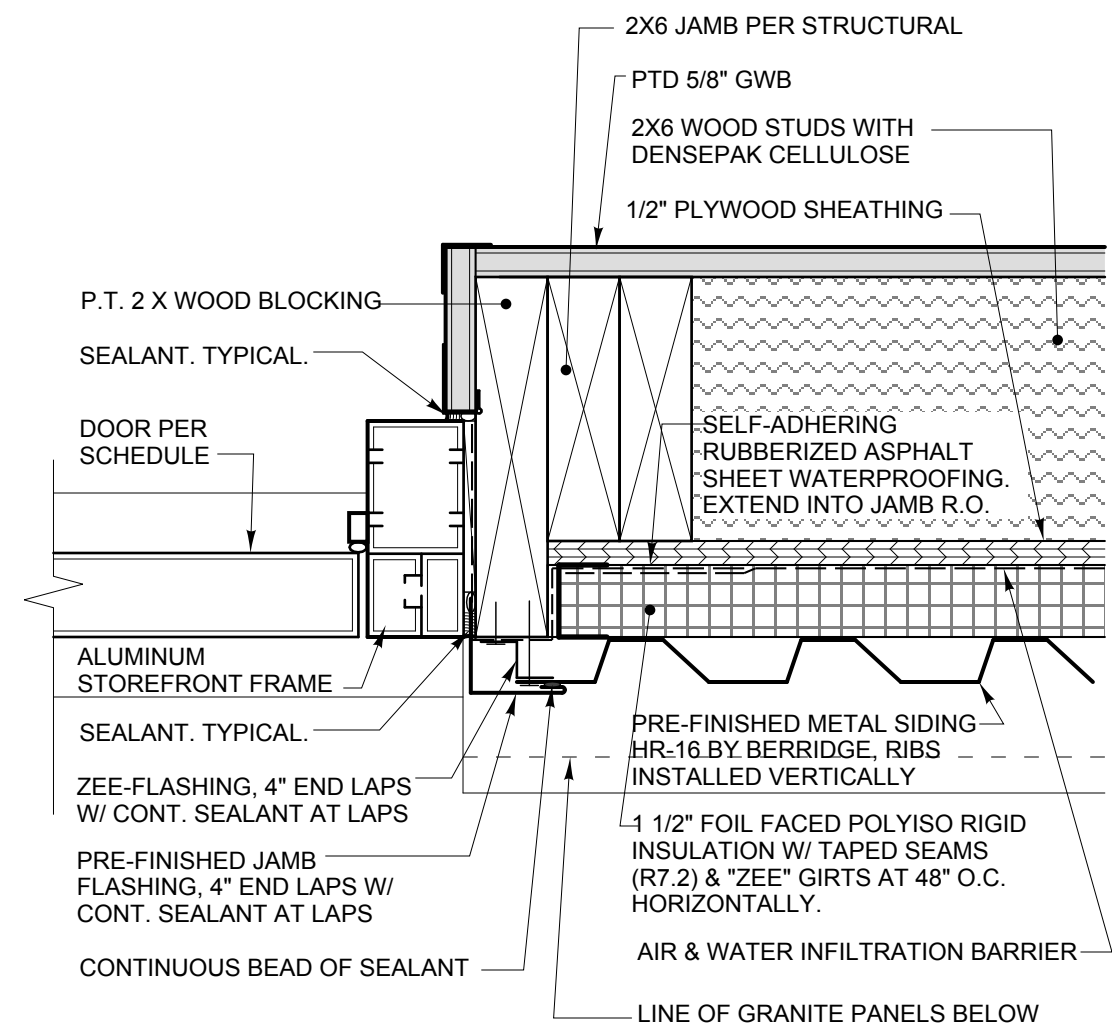 2X6 JAMB PER STRUCTURAL
PTD 5/8" GWB
2X6 WOOD STUDS WITH
DENSEPAK CELLULOSE
1/2" PLYWOOD SHEATHING
P.T. 2 X WOOD BLOCKING
SEALANT. TYPICAL.
DOOR PER
SCHEDULE
SELF-ADHERING
RUBBERIZED ASPHALT
SHEET WATERPROOFING.
EXTEND INTO JAMB R.O.
ALUMINUM
STOREFRONT FRAME
SEALANT. TYPICAL.
ZEE-FLASHING, 4" END LAPS
W/ CONT. SEALANT AT LAPS
PRE-FINISHED JAMB
FLASHING, 4" END LAPS W/
CONT. SEALANT AT LAPS
CONTINUOUS BEAD OF SEALANT
PRE-FINISHED METAL SIDING
HR-16 BY BERRIDGE, RIBS
INSTALLED VERTICALLY
1 1/2" FOIL FACED POLYISO RIGID
INSULATION W/ TAPED SEAMS
(R7.2) & "ZEE" GIRTS AT 48" O.C.
HORIZONTALLY.
AIR & WATER INFILTRATION BARRIER
LINE OF GRANITE PANELS BELOW